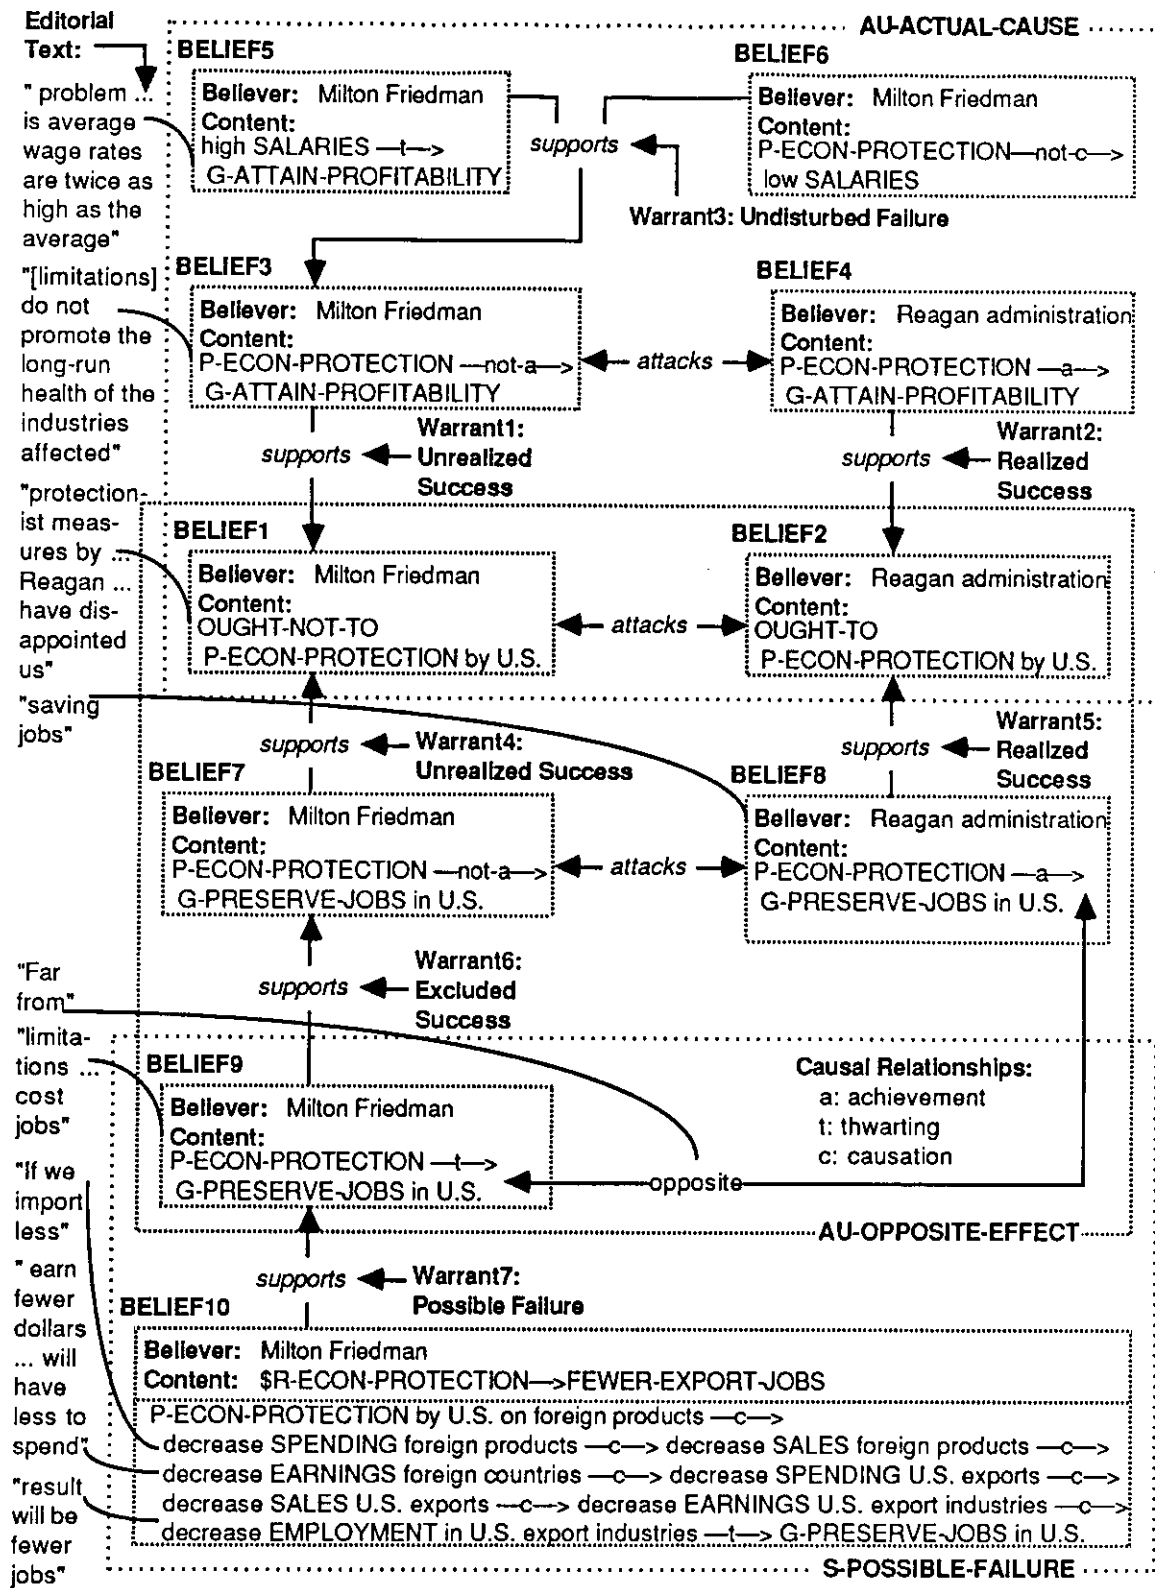 Editorial
Text:
AU-ACTUAL-CAUSE
BELIEF5
Believer: Milton Friedman
Content:
high SALARIES —t—>
G-ATTAIN-PROFITABILITY
supports
BELIEF6
Believer: Milton Friedman
Content:
P-ECON-PROTECTION—not-c—>
low SALARIES
Warrant3: Undisturbed Failure
" problem ...
is average
wage rates
are twice as
high as the
average"
BELIEF3
Believer: Milton Friedman
Content:
P-ECON-PROTECTION —not-a—>
G-ATTAIN-PROFITABILITY
attacks
BELIEF4
Believer: Reagan administration
Content:
P-ECON-PROTECTION —a—>
G-ATTAIN-PROFITABILITY
"[limitations]
do not
promote the
long-run
health of the
industries
affected"
supports
Warrant1:
Unrealized
Success
supports
Warrant2:
Realized
Success
"protection-
ist meas-
ures by ...
Reagan ...
have dis-
appointed
us"
BELIEF1
Believer: Milton Friedman
Content:
OUGHT-NOT-TO
P-ECON-PROTECTION by U.S.
attacks
BELIEF2
Believer: Reagan administration
Content:
OUGHT-TO
P-ECON-PROTECTION by U.S.
"saving
jobs"
supports
Warrant4:
Unrealized Success
supports
Warrant5:
Realized
Success
BELIEF7
Believer: Milton Friedman
Content:
P-ECON-PROTECTION —not-a—>
G-PRESERVE-JOBS in U.S.
attacks
BELIEF8
Believer: Reagan administration
Content:
P-ECON-PROTECTION —a—>
G-PRESERVE-JOBS in U.S.
supports
Warrant6:
Excluded
Success
"Far
from"
"limita-
tions ...
cost
jobs"
BELIEF9
Believer: Milton Friedman
Content:
P-ECON-PROTECTION —t—>
G-PRESERVE-JOBS in U.S.
opposite
Causal Relationships:
a: achievement
t: thwarting
c: causation
AU-OPPOSITE-EFFECT
"If we
import
less"
supports
Warrant7:
Possible Failure
" earn
fewer
dollars
... will
have
less to
spend"
"result
will be
fewer
jobs"
BELIEF10
Believer: Milton Friedman
Content: $R-ECON-PROTECTION—>FEWER-EXPORT-JOBS
P-ECON-PROTECTION by U.S. on foreign products —c—>
decrease SPENDING foreign products —c—> decrease SALES foreign products —c—>
decrease EARNINGS foreign countries —c—> decrease SPENDING U.S. exports —c—>
decrease SALES U.S. exports —c—> decrease EARNINGS U.S. export industries —c—>
decrease EMPLOYMENT in U.S. export industries —t—> G-PRESERVE-JOBS in U.S.
S-POSSIBLE-FAILURE